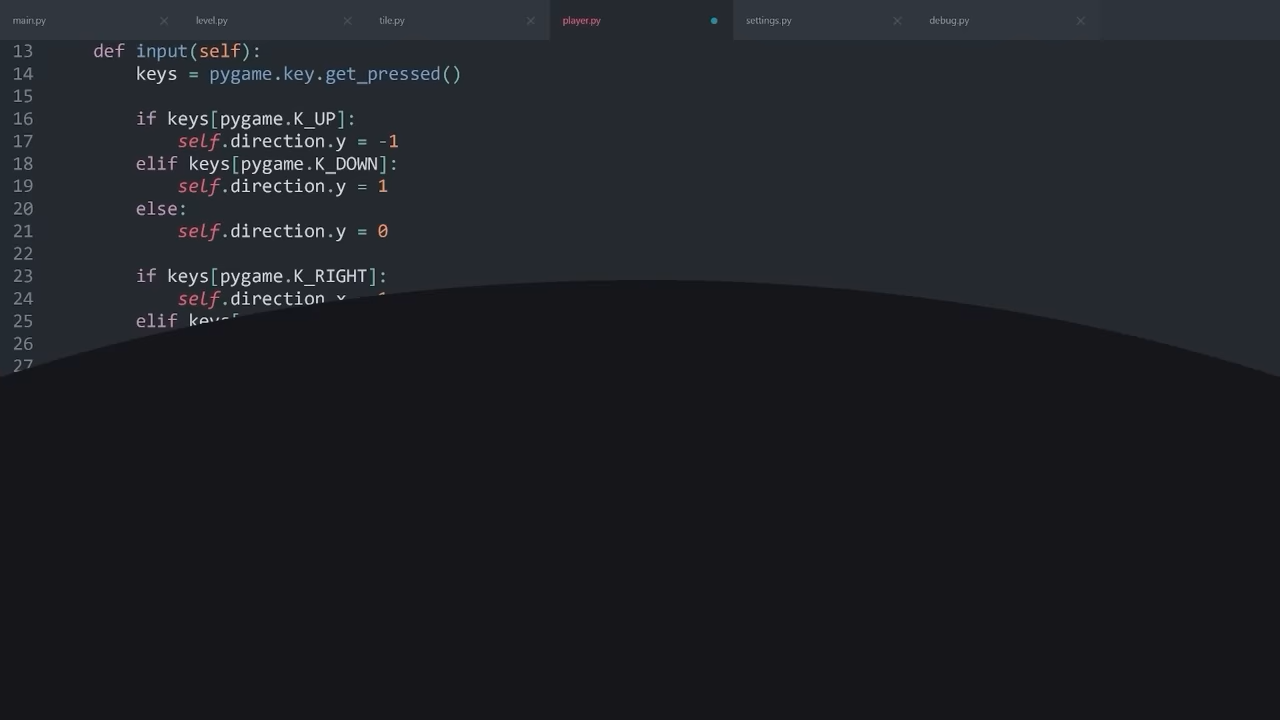 main.py level.py tile.py player.py settings.py debug.py
13 def input(self):
14 keys = pygame.key.get_pressed()
15
16 if keys[pygame.K_UP]:
17 self.direction.y = -1
18 elif keys[pygame.K_DOWN]:
19 self.direction.y = 1
20 else:
21 self.direction.y = 0
22
23 if keys[pygame.K_RIGHT]:
24 self.direction
25 elif keys[
26
27